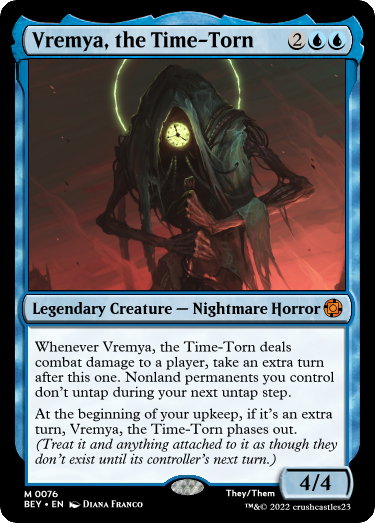 Vremya, the Time-Torn 2
Legendary Creature — Nightmare Horror
Whenever Vremya, the Time-Torn deals
combat damage to a player, take an extra turn
after this one. Nonland permanents you control
don't untap during your next untap step.
At the beginning of your upkeep, if it's an extra
turn, Vremya, the Time-Torn phases out.
(Treat it and anything attached to it as though they
don't exist until its controller's next turn.)
4/4
M 0076
They/Them
BEY • EN Diana Franco
™&© 2022 crushcastles23